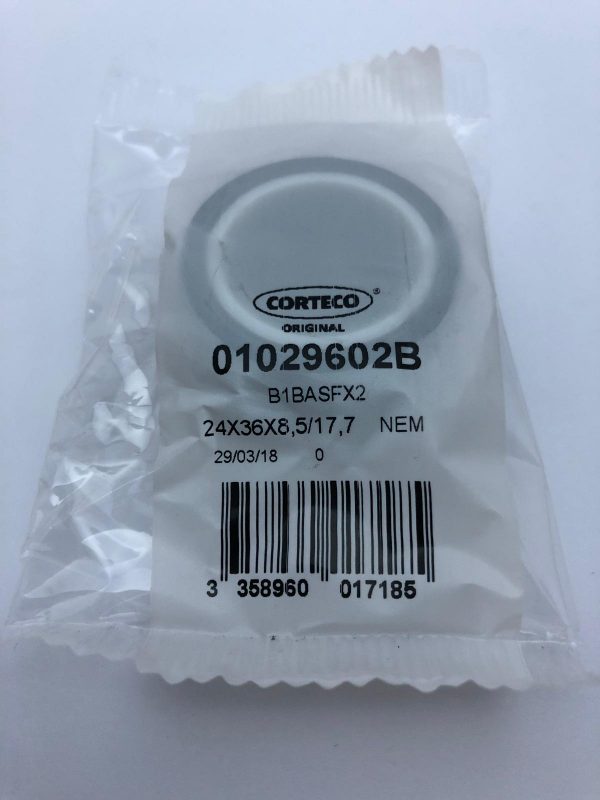 CORTECO ®
ORIGINAL
01029602B
B1BASFX2
24X36X8,5/17,7 NEM
29/03/18 0
3 358960 017185